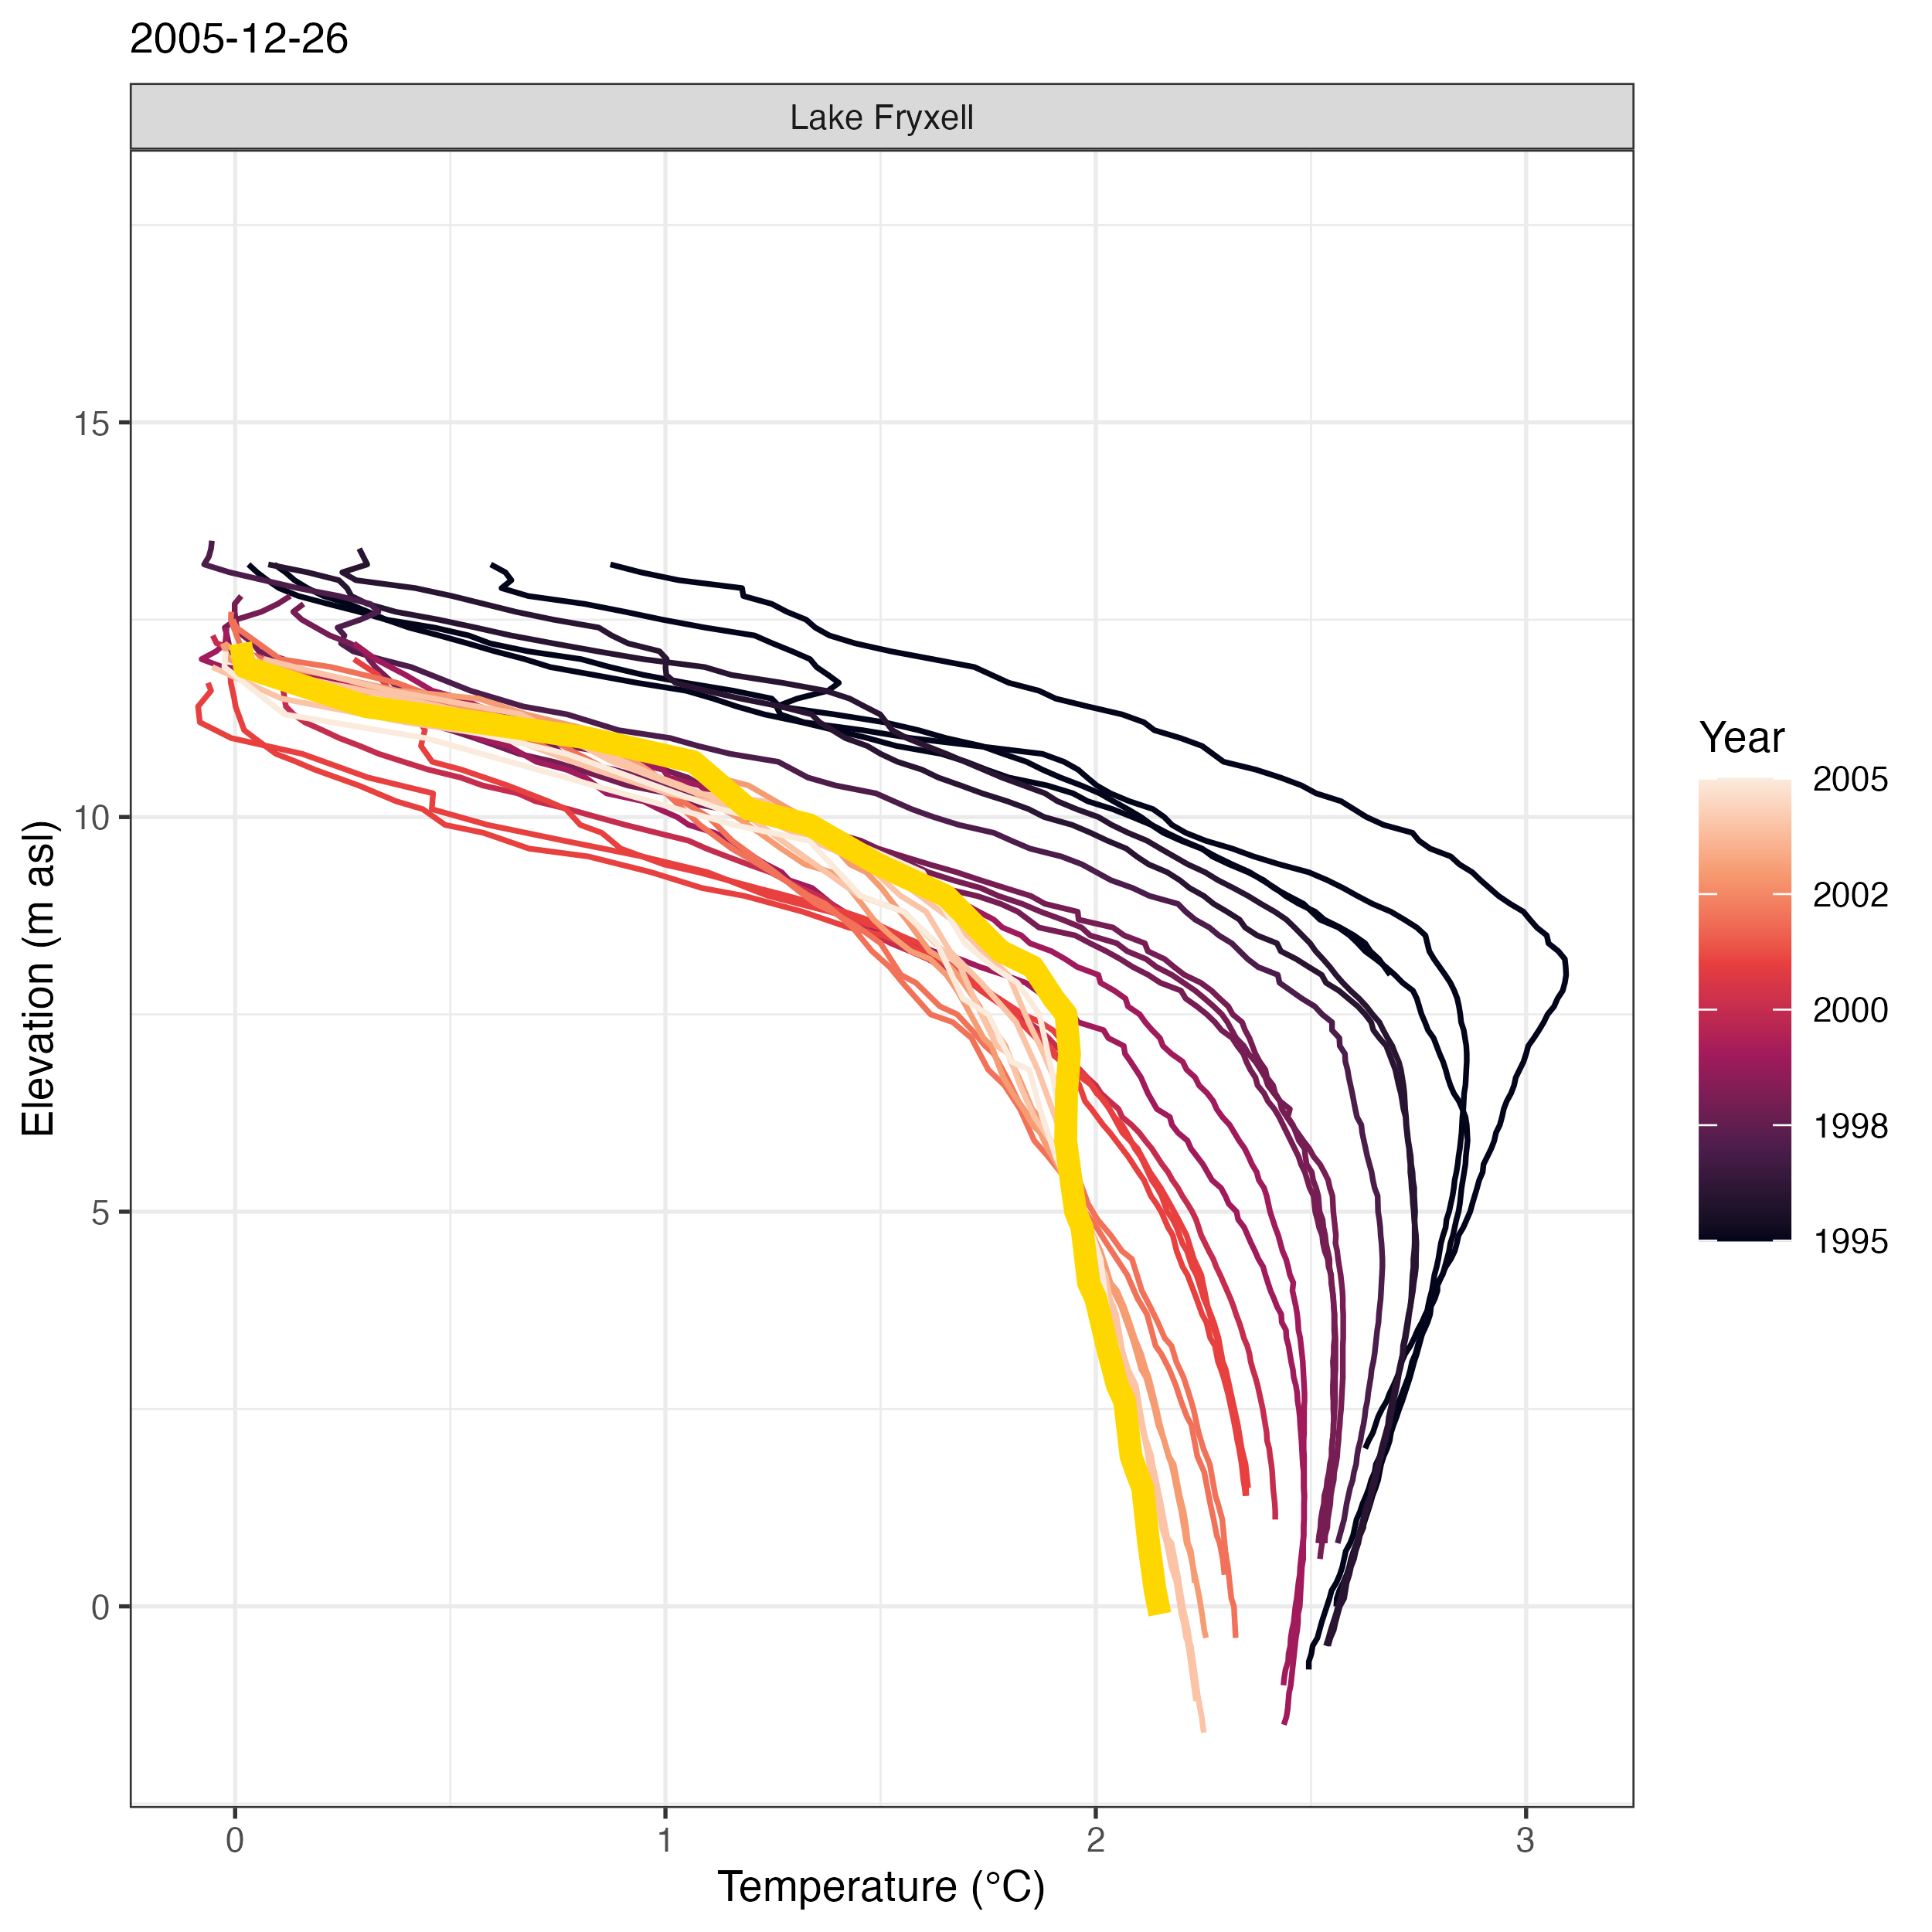 2005-12-26
Lake Fryxell
15
10
5
0
Elevation (m asl)
0 1 2 3
Temperature (°C)
Year
2005
2002
2000
1998
1995